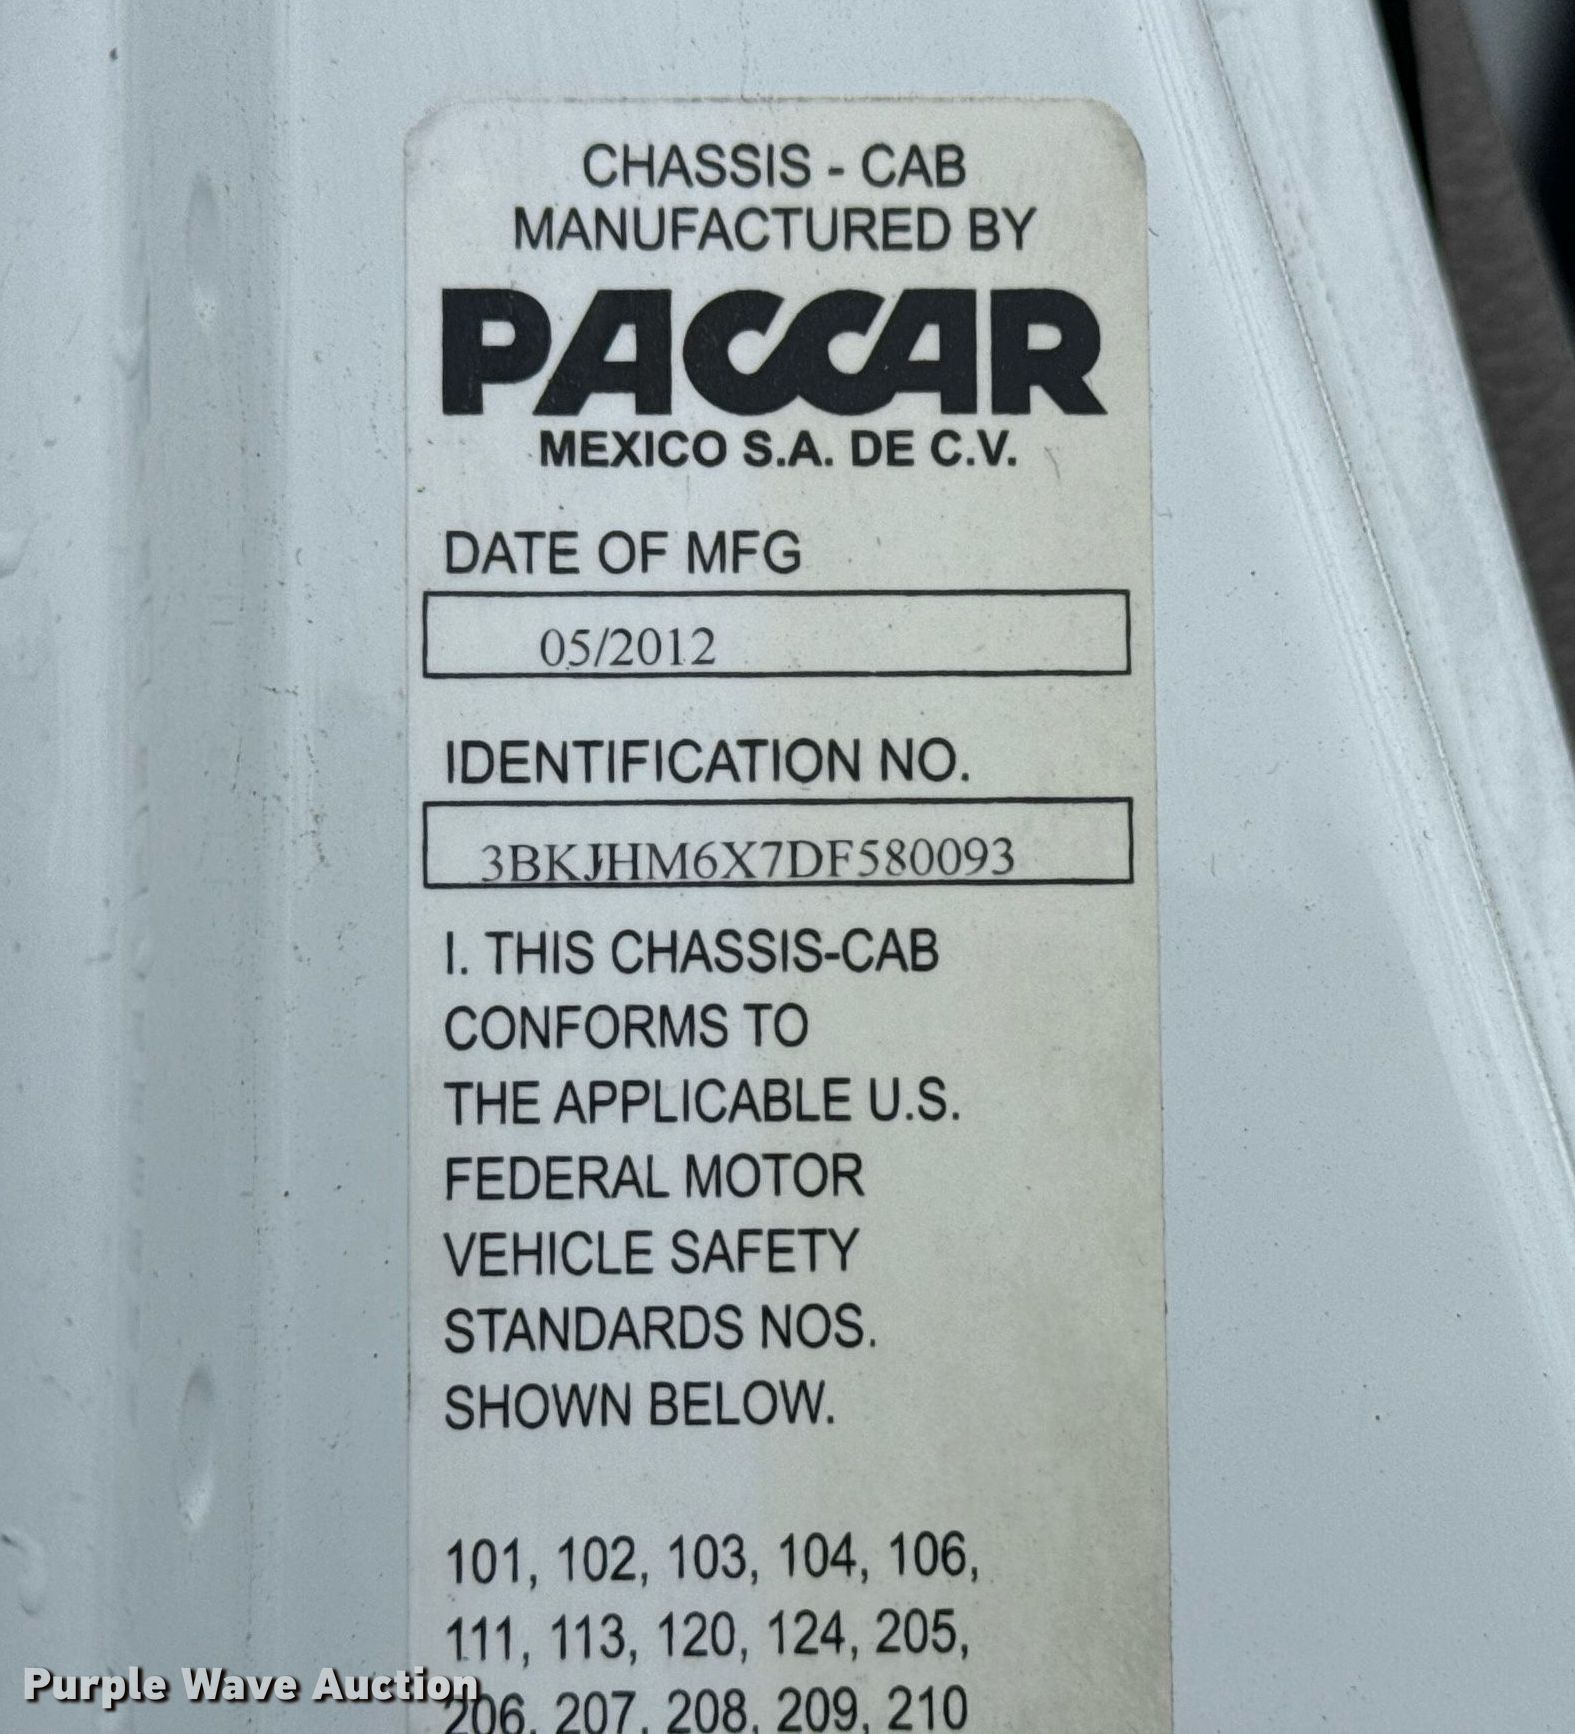 CHASSIS - CAB
MANUFACTURED BY
PACCAR
MEXICO S.A. DE C.V.
DATE OF MFG
05/2012
IDENTIFICATION NO.
3BKJHM6X7DF580093
I. THIS CHASSIS-CAB
CONFORMS TO
THE APPLICABLE U.S.
FEDERAL MOTOR
VEHICLE SAFETY
STANDARDS NOS.
SHOWN BELOW.
101, 102, 103, 104, 106,
111, 113, 120, 124, 205,
206, 207, 208, 209, 210
Purple Wave Auction